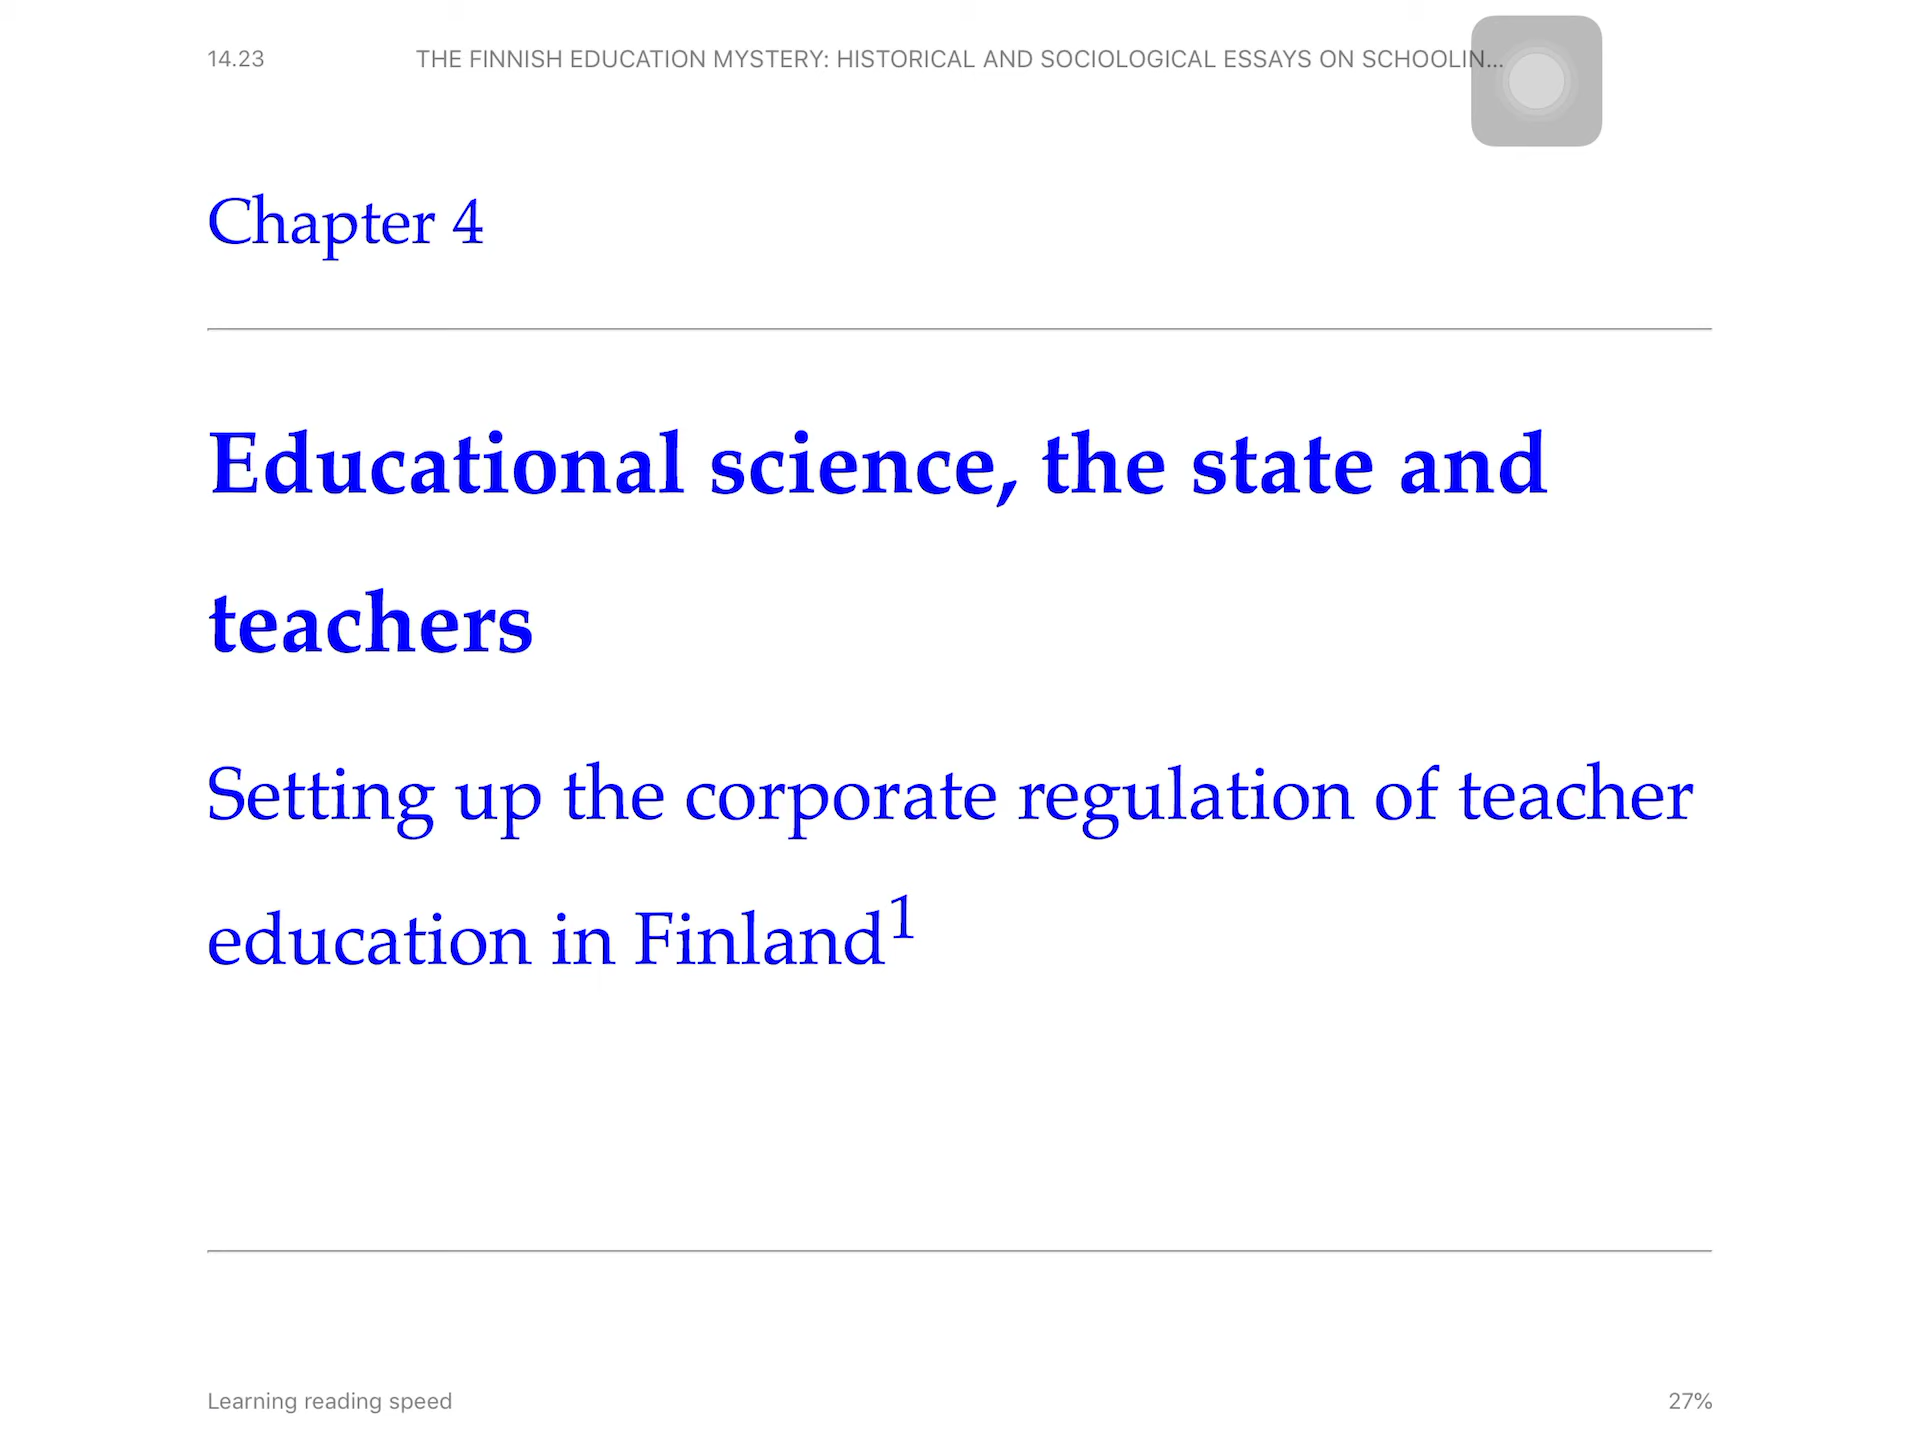 14.23
THE FINNISH EDUCATION MYSTERY: HISTORICAL AND SOCIOLOGICAL ESSAYS ON SCHOOLIN...
Chapter 4
Educational science, the state and
teachers
Setting up the corporate regulation of teacher
education in Finland1
Learning reading speed
27%